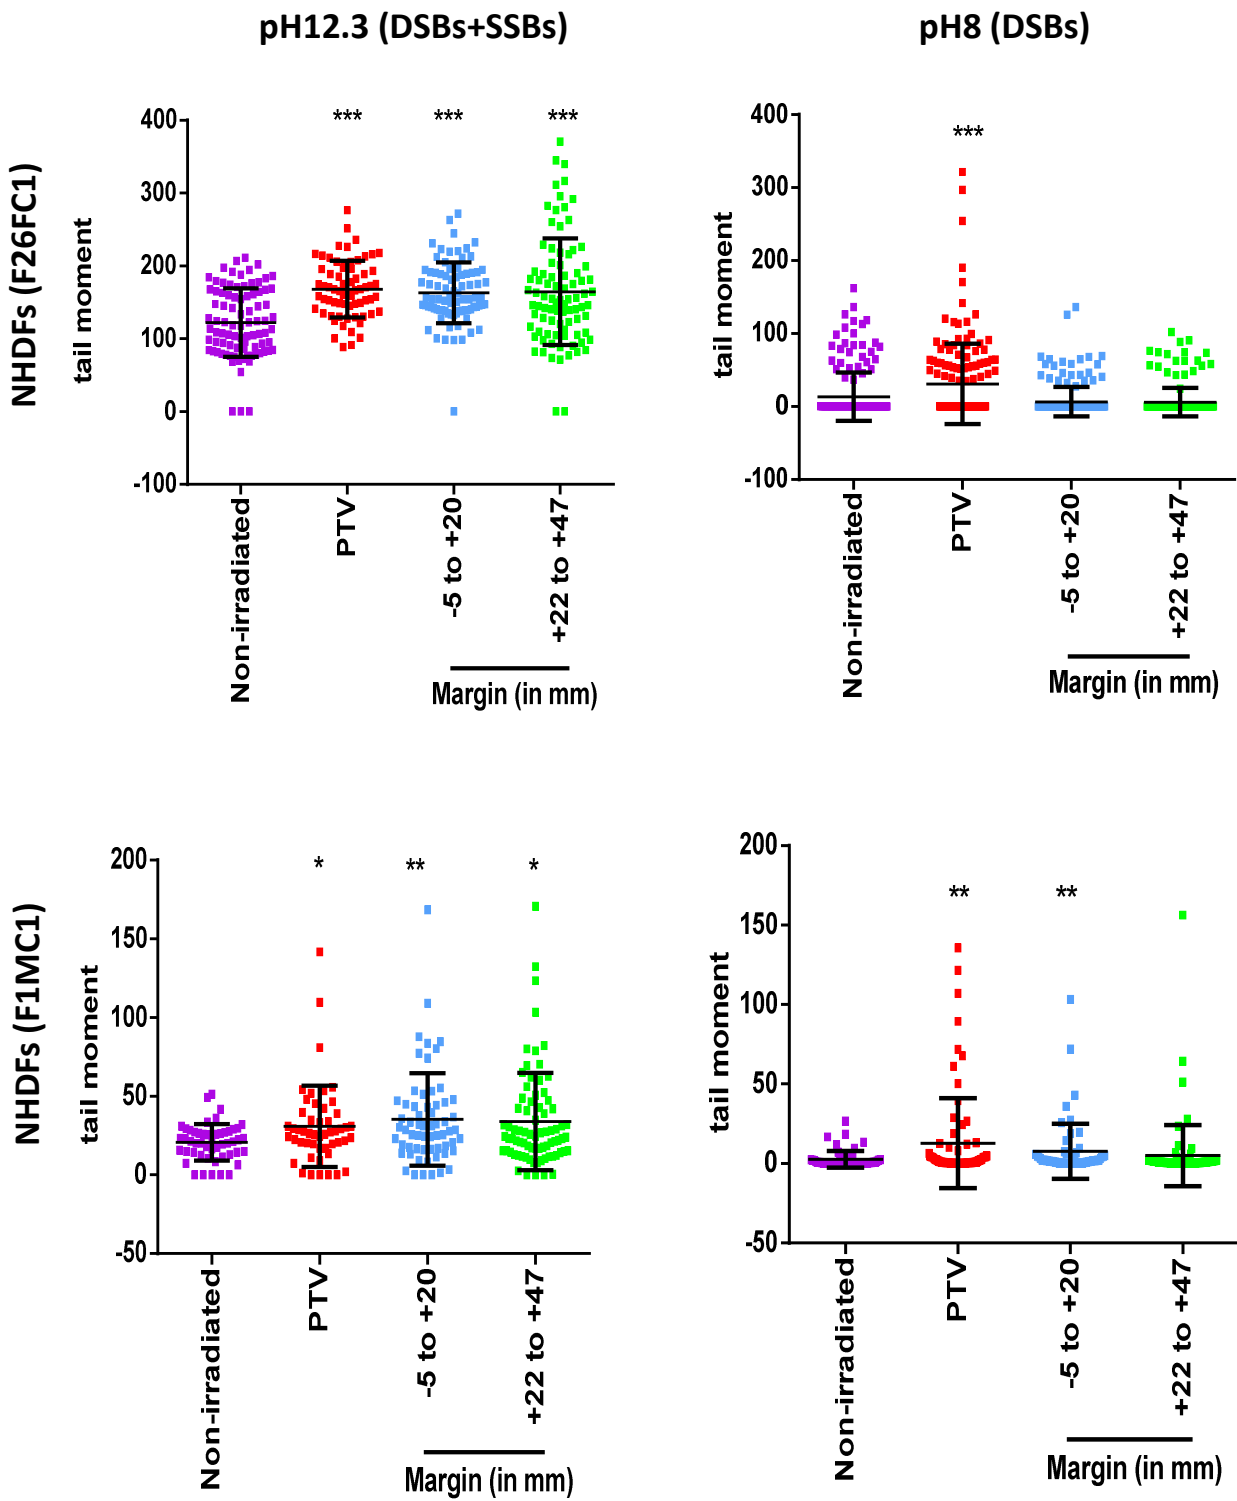 pH12.3 (DSBs+SSBs)
pH8 (DSBs)
NHDFs (F26FC1)
tail moment
400
300
200
100
0
-100
***
***
***
Non-irradiated
PTV
-5 to +20
+22 to +47
Margin (in mm)
tail moment
400
300
200
100
0
-100
***
Non-irradiated
PTV
-5 to +20
+22 to +47
Margin (in mm)
NHDFs (F1MC1)
tail moment
200
150
100
50
0
-50
*
**
*
Non-irradiated
PTV
-5 to +20
+22 to +47
Margin (in mm)
tail moment
200
150
100
50
0
-50
**
**
Non-irradiated
PTV
-5 to +20
+22 to +47
Margin (in mm)